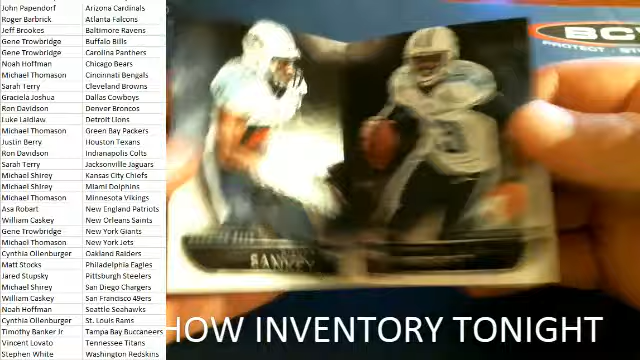 John Papendorf Arizona Cardinals
Roger Barbrick Atlanta Falcons
Jeff Brookes Baltimore Ravens
Gene Trowbridge Buffalo Bills
Gene Trowbridge Carolina Panthers
Noah Hoffman Chicago Bears
Michael Thomason Cincinnati Bengals
Sarah Terry Cleveland Browns
Graciela Joshua Dallas Cowboys
Ron Davidson Denver Broncos
Luke Laidlaw Detroit Lions
Michael Thomason Green Bay Packers
Justin Berry Houston Texans
Ron Davidson Indianapolis Colts
Sarah Terry Jacksonville Jaguars
Michael Shirey Kansas City Chiefs
Michael Shirey Miami Dolphins
Michael Thomason Minnesota Vikings
Asa Robart New England Patriots
William Caskey New Orleans Saints
Gene Trowbridge New York Giants
Michael Thomason New York Jets
Cynthia Ollenburger Oakland Raiders
Matt Stocks Philadelphia Eagles
Jared Stupsky Pittsburgh Steelers
Michael Shirey San Diego Chargers
William Caskey San Francisco 49ers
Noah Hoffman Seattle Seahawks
Cynthia Ollenburger St. Louis Rams
Timothy Banker Jr Tampa Bay Buccaneers
Vincent Lovato Tennessee Titans
Stephen White Washington Redskins
BCW
PROTECT
SANKEY
HOW INVENTORY TONIGHT